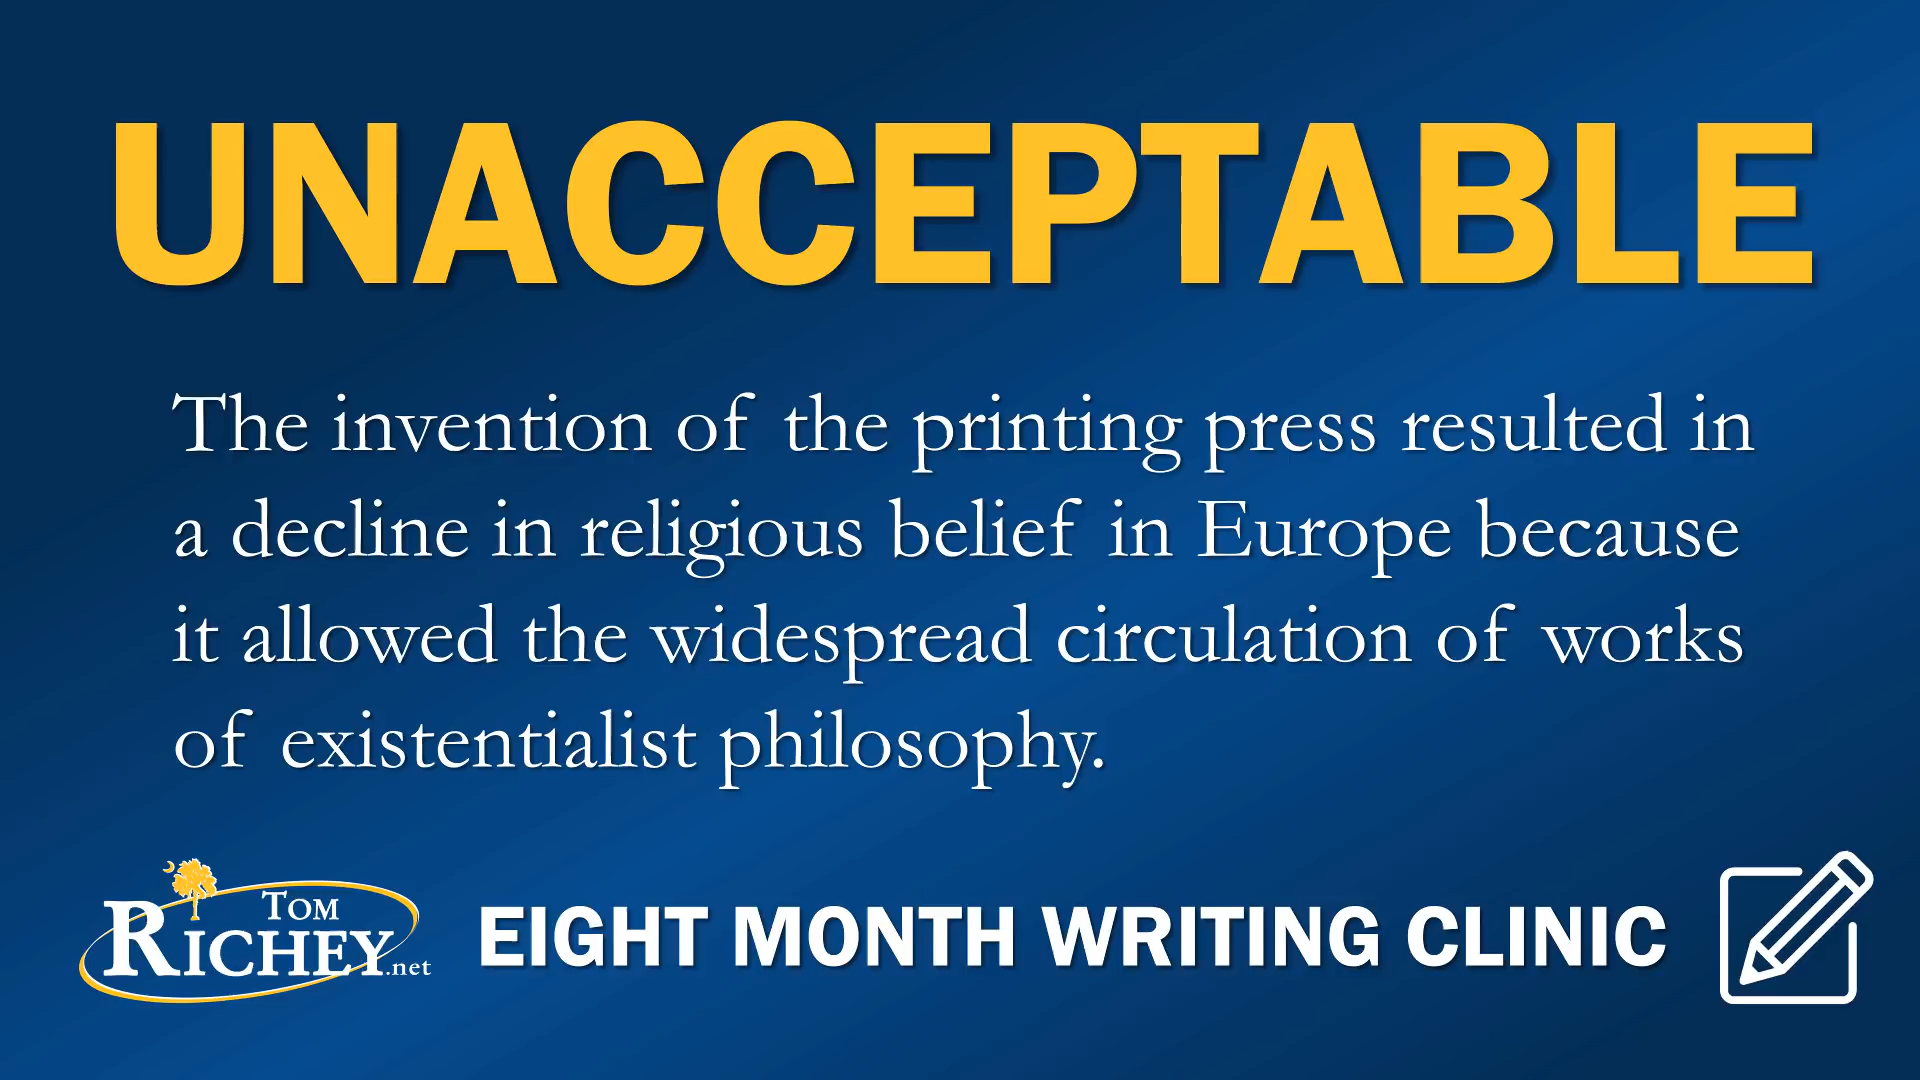 UNACCEPTABLE
The invention of the printing press resulted in
a decline in religious belief in Europe because
it allowed the widespread circulation of works
of existentialist philosophy.
TOM
RICHEY.net
EIGHT MONTH WRITING CLINIC